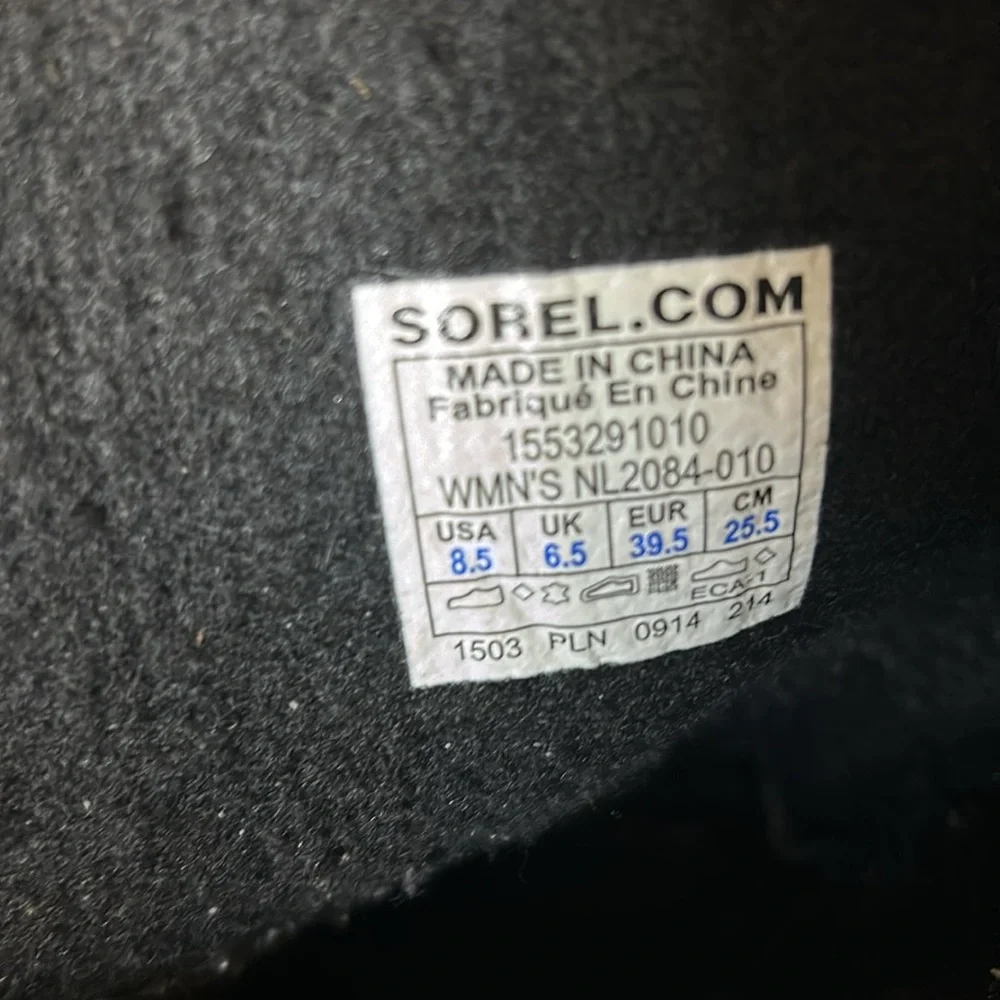 SOREL.COM
MADE IN CHINA
Fabriqué En Chine
1553291010
WMN'S NL2084-010
USA UK EUR CM
8.5 6.5 39.5 25.5
ECA-1
1503 PLN 0914 214